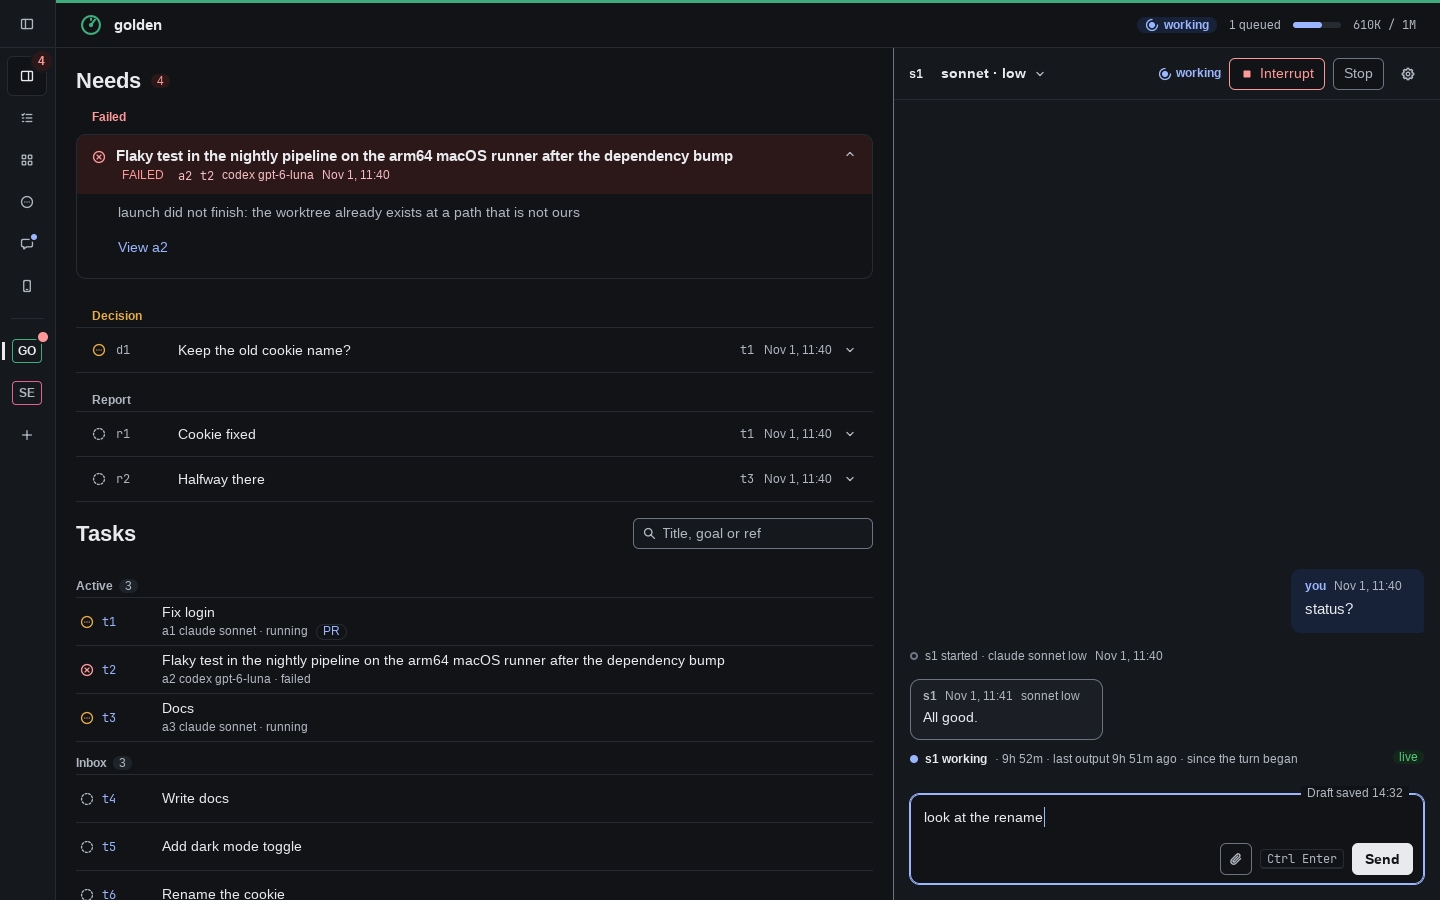 golden
working
1 queued
610K / 1M
4
GO
SE
Needs 4
Failed
Flaky test in the nightly pipeline on the arm64 macOS runner after the dependency bump
FAILED a2 t2 codex gpt-6-luna Nov 1, 11:40
launch did not finish: the worktree already exists at a path that is not ours
View a2
Decision
d1 Keep the old cookie name? t1 Nov 1, 11:40
Report
r1 Cookie fixed t1 Nov 1, 11:40
r2 Halfway there t3 Nov 1, 11:40
Tasks
Title, goal or ref
Active 3
t1 Fix login
a1 claude sonnet · running PR
t2 Flaky test in the nightly pipeline on the arm64 macOS runner after the dependency bump
a2 codex gpt-6-luna · failed
t3 Docs
a3 claude sonnet · running
Inbox 3
t4 Write docs
t5 Add dark mode toggle
t6 Rename the cookie
s1 sonnet · low
working
Interrupt
Stop
you Nov 1, 11:40
status?
s1 started · claude sonnet low Nov 1, 11:40
s1 Nov 1, 11:41 sonnet low
All good.
s1 working · 9h 52m · last output 9h 51m ago · since the turn began
live
Draft saved 14:32
look at the rename
Ctrl Enter
Send